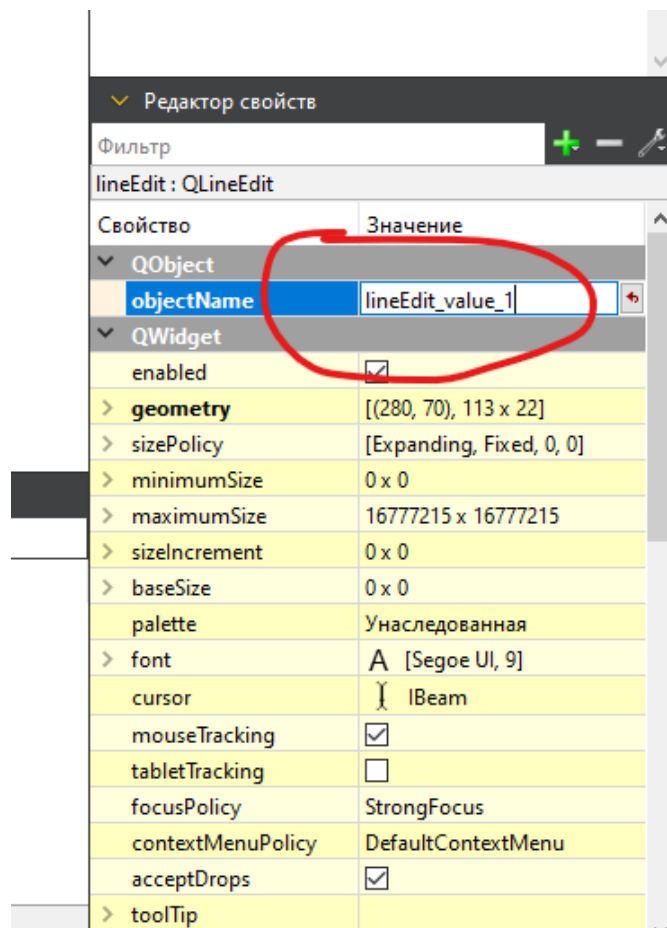 Редактор свойств
Фильтр
lineEdit : QLineEdit
Свойство Значение
QObject
objectName lineEdit_value_1
QWidget
enabled
geometry [(280, 70), 113 x 22]
sizePolicy [Expanding, Fixed, 0, 0]
minimumSize 0 x 0
maximumSize 16777215 x 16777215
sizeIncrement 0 x 0
baseSize 0 x 0
palette Унаследованная
font A [Segoe UI, 9]
cursor IBeam
mouseTracking
tabletTracking
focusPolicy StrongFocus
contextMenuPolicy DefaultContextMenu
acceptDrops
toolTip